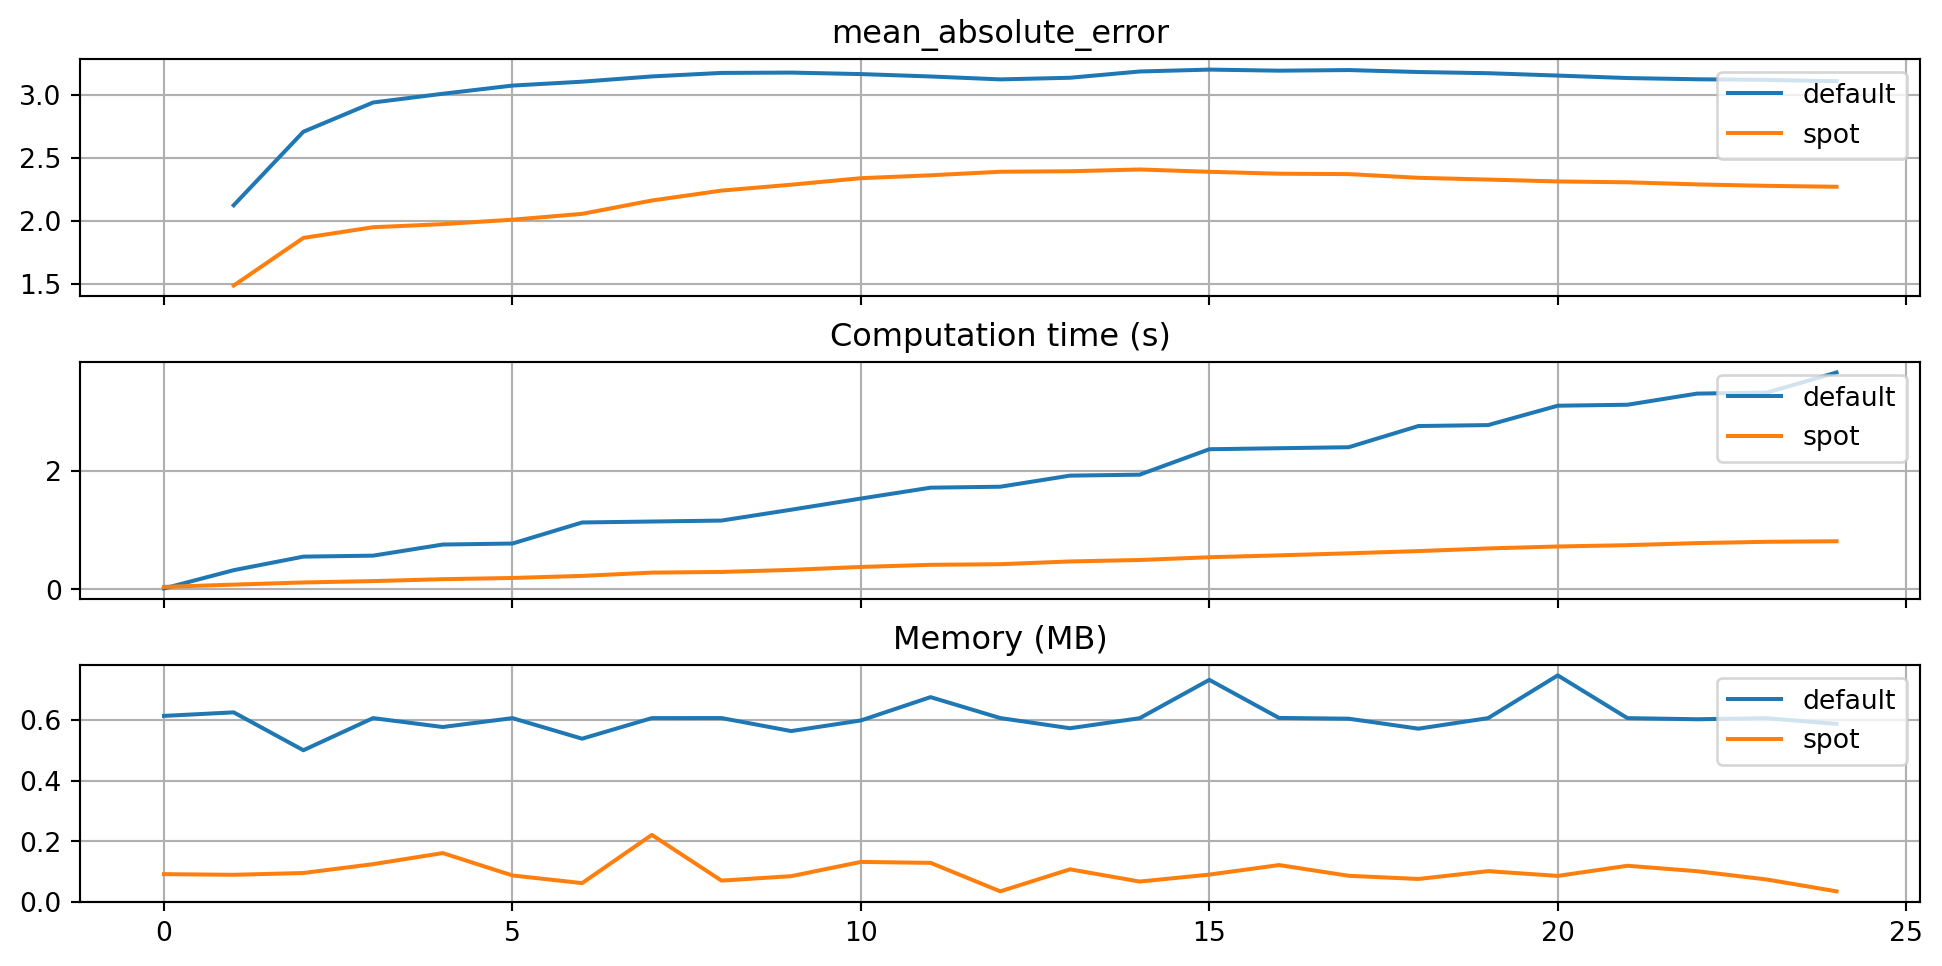 mean_absolute_error
3.0
2.5
2.0
1.5
default
spot
Computation time (s)
2
0
default
spot
Memory (MB)
0.6
0.4
0.2
0.0
default
spot
0 5 10 15 20 25